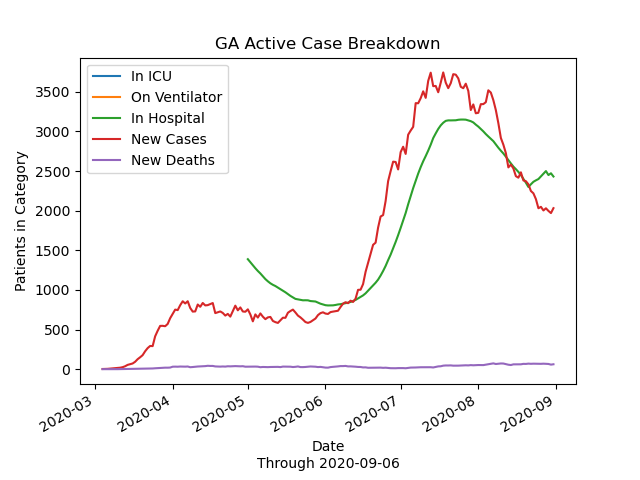 GA Active Case Breakdown
In ICU
On Ventilator
In Hospital
New Cases
New Deaths
Patients in Category
3500
3000
2500
2000
1500
1000
500
0
2020-03
2020-04
2020-05
2020-06
2020-07
2020-08
2020-09
Date
Through 2020-09-06